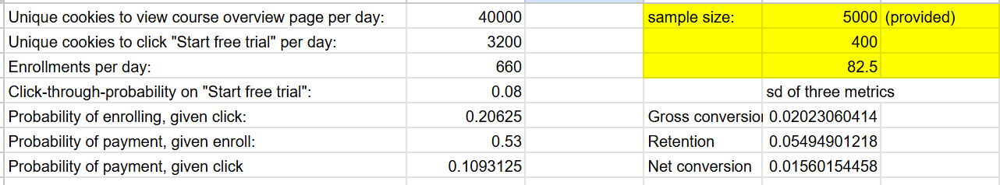 Unique cookies to view course overview page per day: 40000 sample size: 5000 (provided)
Unique cookies to click "Start free trial" per day: 3200 400
Enrollments per day: 660 82.5
Click-through-probability on "Start free trial": 0.08 sd of three metrics
Probability of enrolling, given click: 0.20625 Gross conversion 0.02023060414
Probability of payment, given enroll: 0.53 Retention 0.05494901218
Probability of payment, given click 0.1093125 Net conversion 0.01560154458